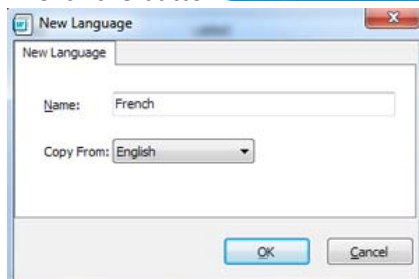 New Language
New Language
Name: French
Copy From: English
OK Cancel